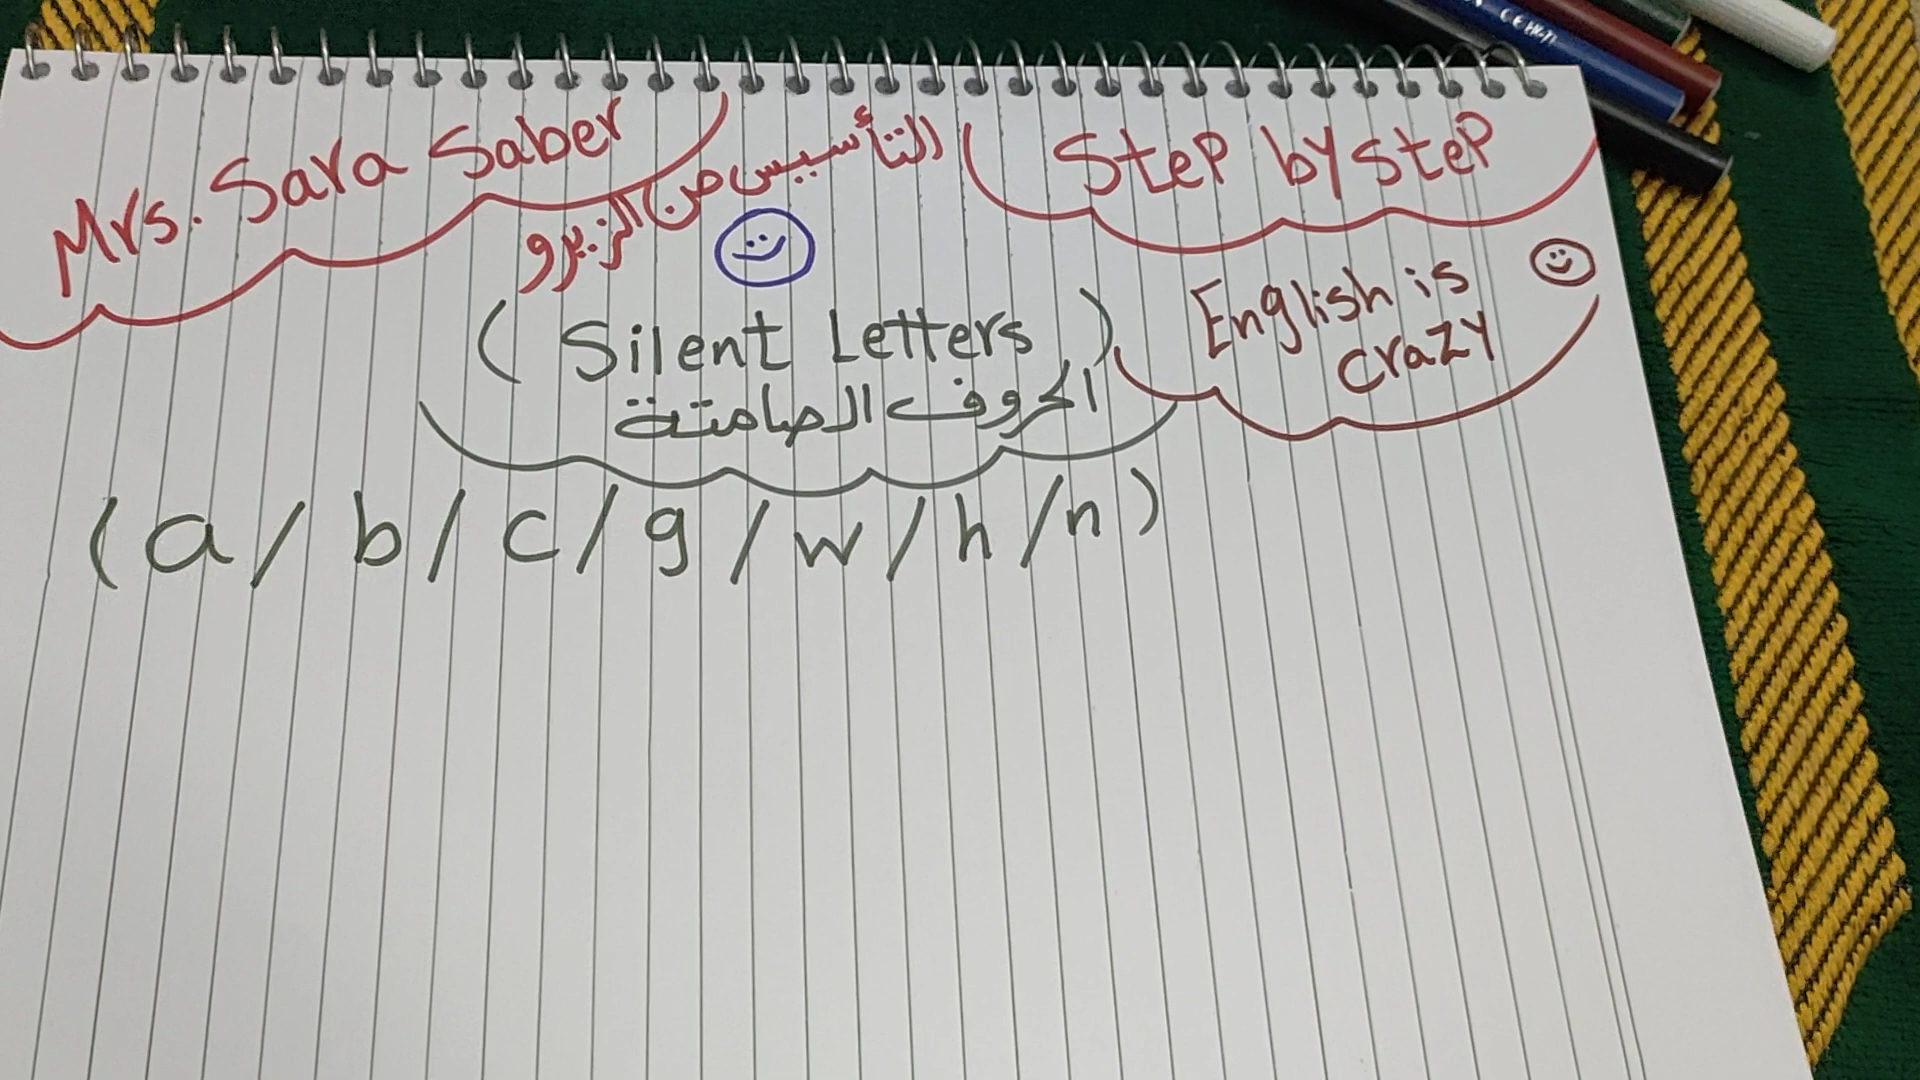 Mrs. Sara Saber
التأسيس من الزيرو
Step by step
English is
crazy
( Silent Letters )
الحروف الصامتة
( a / b / c / g / w / h / n )